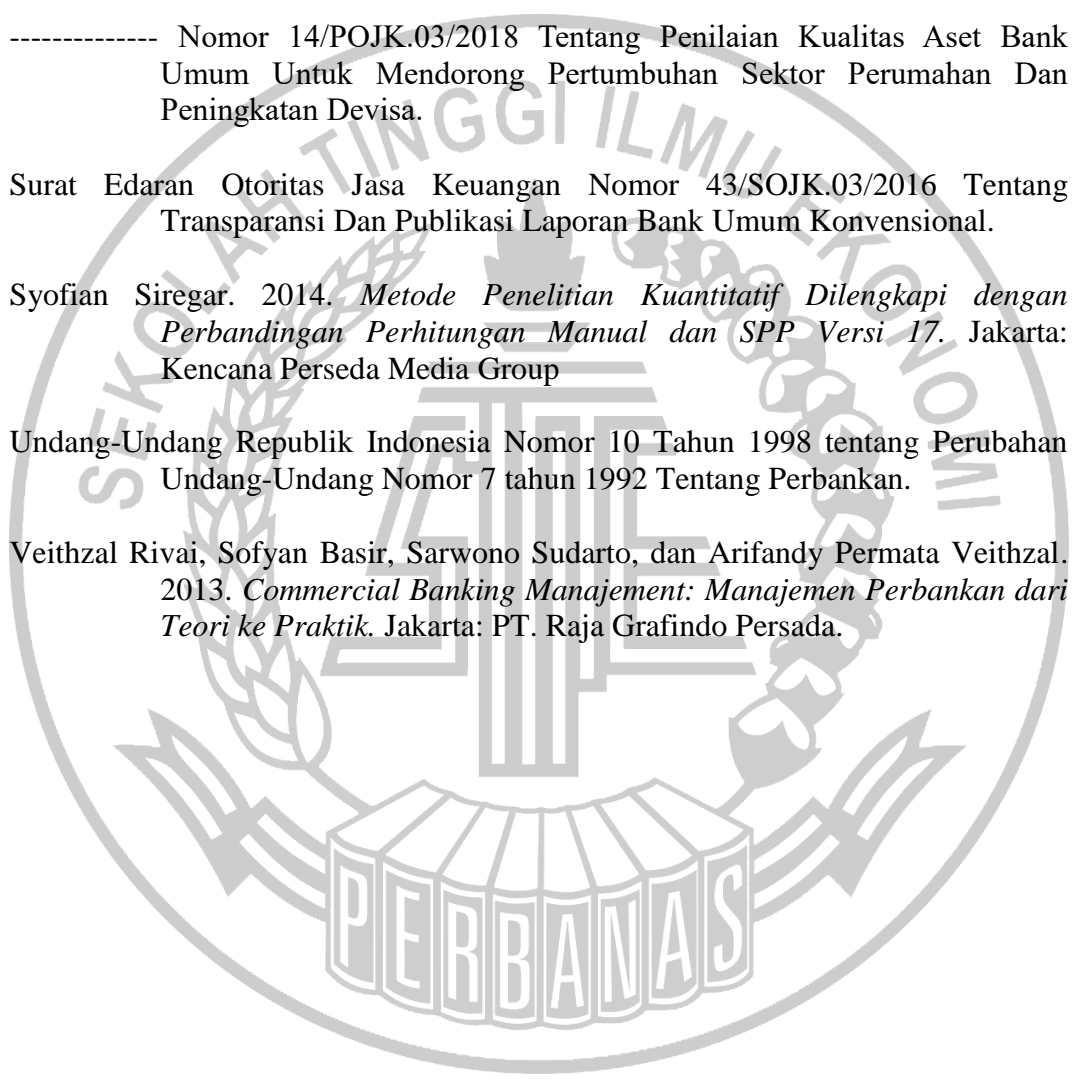 -------------- Nomor 14/POJK.03/2018 Tentang Penilaian Kualitas Aset Bank
Umum Untuk Mendorong Pertumbuhan Sektor Perumahan Dan
Peningkatan Devisa.
Surat Edaran Otoritas Jasa Keuangan Nomor 43/SOJK.03/2016 Tentang
Transparansi Dan Publikasi Laporan Bank Umum Konvensional.
Syofian Siregar. 2014. Metode Penelitian Kuantitatif Dilengkapi dengan
Perbandingan Perhitungan Manual dan SPP Versi 17. Jakarta:
Kencana Perseda Media Group
Undang-Undang Republik Indonesia Nomor 10 Tahun 1998 tentang Perubahan
Undang-Undang Nomor 7 tahun 1992 Tentang Perbankan.
Veithzal Rivai, Sofyan Basir, Sarwono Sudarto, dan Arifandy Permata Veithzal.
2013. Commercial Banking Manajement: Manajemen Perbankan dari
Teori ke Praktik. Jakarta: PT. Raja Grafindo Persada.
SEKOLAH TINGGI ILMU EKONOMI
PERBANAS